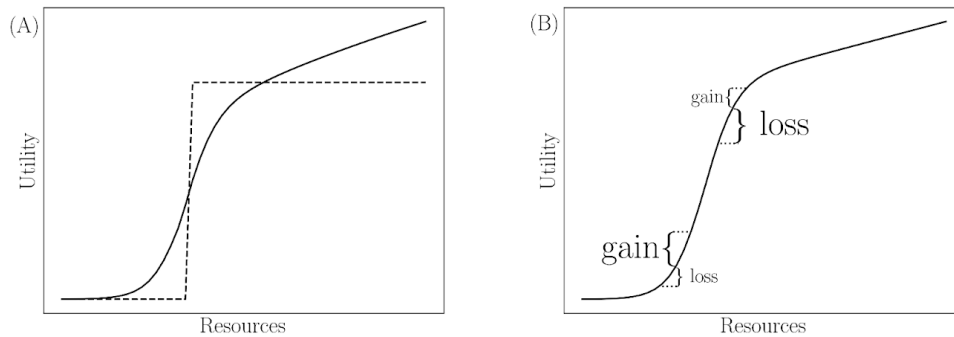 (A)
Utility
Resources
(B)
Utility
gain
loss
gain
loss
Resources